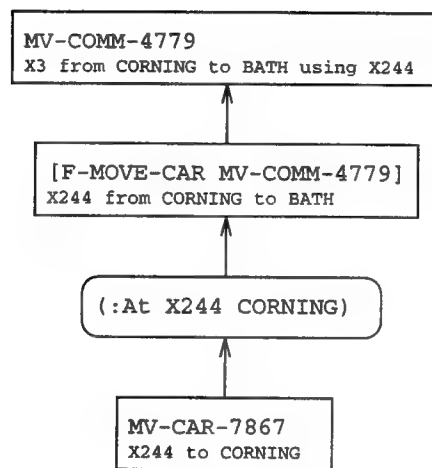 MV-COMM-4779
X3 from CORNING to BATH using X244
[F-MOVE-CAR MV-COMM-4779]
X244 from CORNING to BATH
(:At X244 CORNING)
MV-CAR-7867
X244 to CORNING